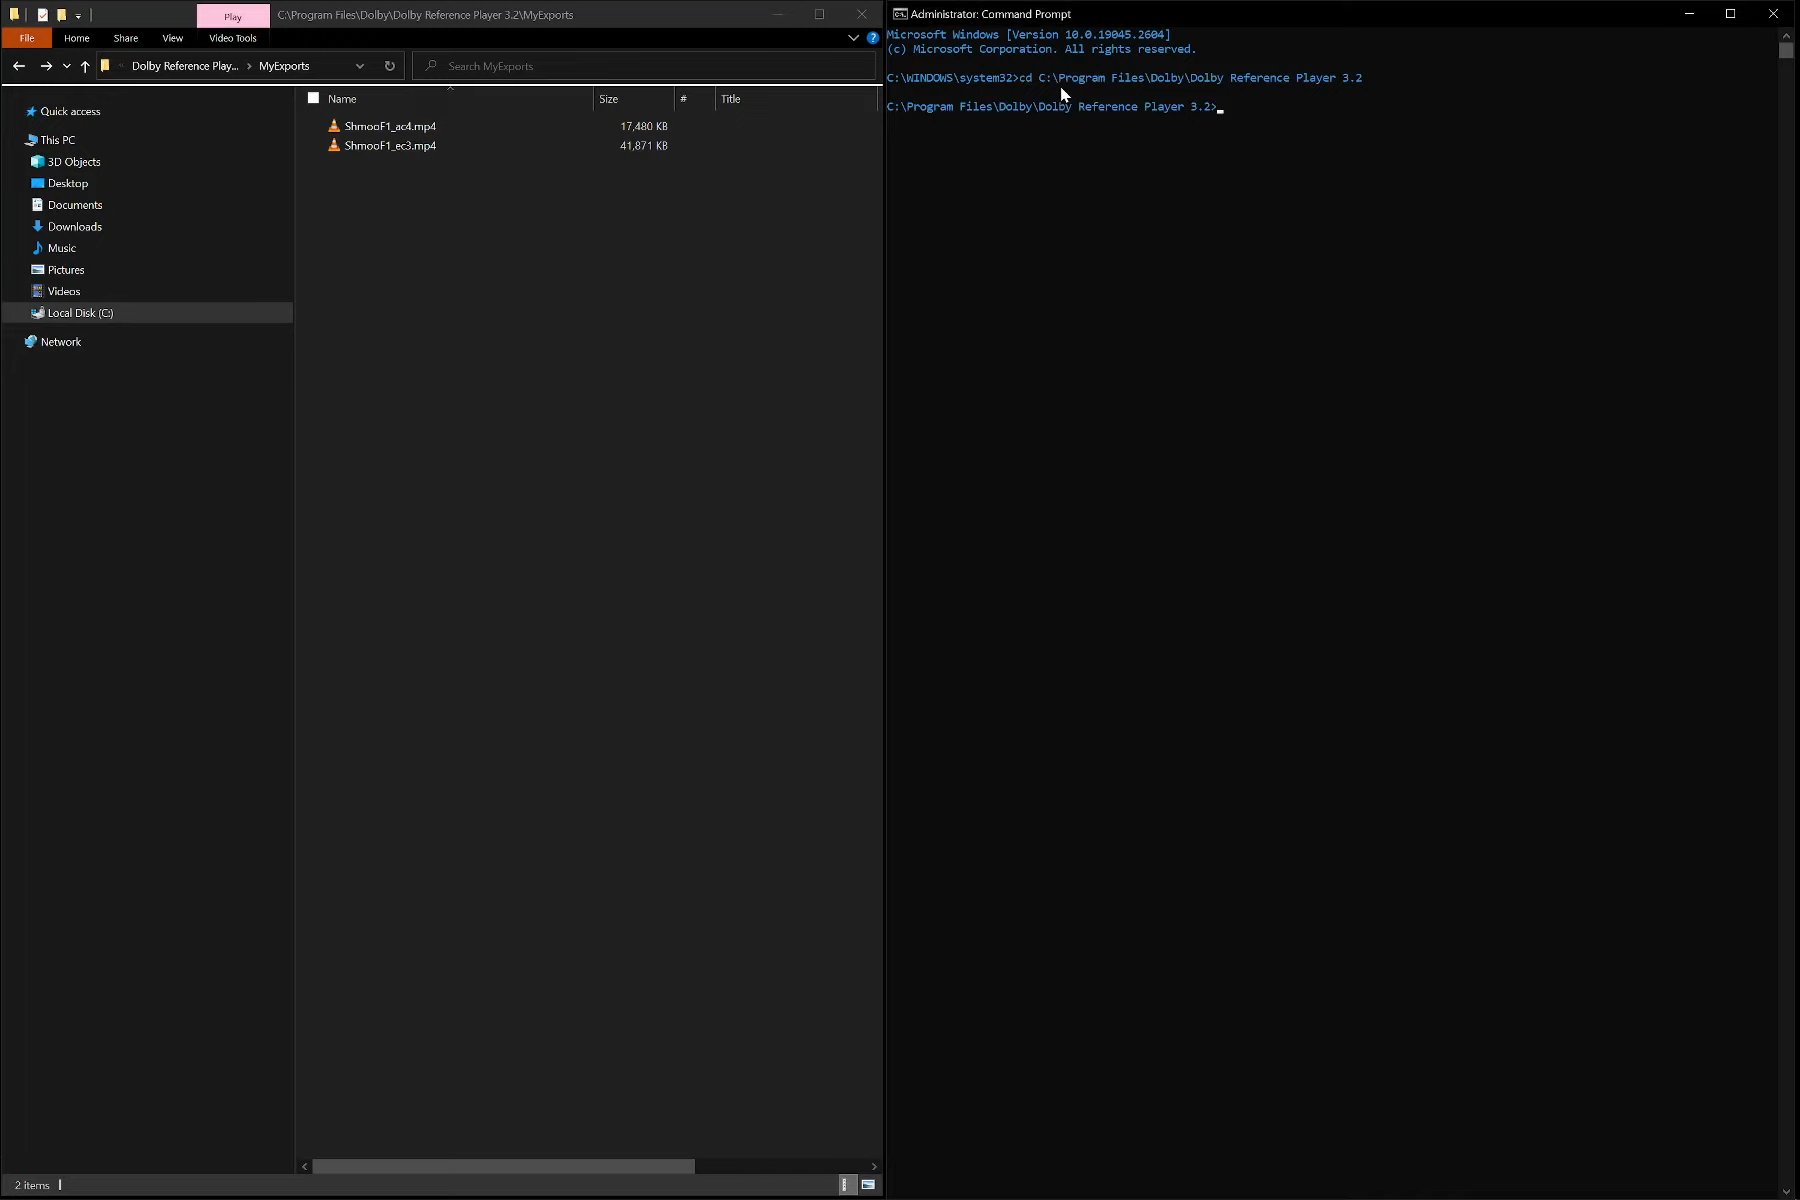 Play
C:\Program Files\Dolby\Dolby Reference Player 3.2\MyExports
File Home Share View Video Tools
Dolby Reference Play... > MyExports
Search MyExports
Name Size # Title
ShmooF1_ac4.mp4 17,480 KB
ShmooF1_ec3.mp4 41,871 KB
Quick access
This PC
3D Objects
Desktop
Documents
Downloads
Music
Pictures
Videos
Local Disk (C:)
Network
2 items
Administrator: Command Prompt
Microsoft Windows [Version 10.0.19045.2604]
(c) Microsoft Corporation. All rights reserved.
C:\WINDOWS\system32>cd C:\Program Files\Dolby\Dolby Reference Player 3.2
C:\Program Files\Dolby\Dolby Reference Player 3.2>